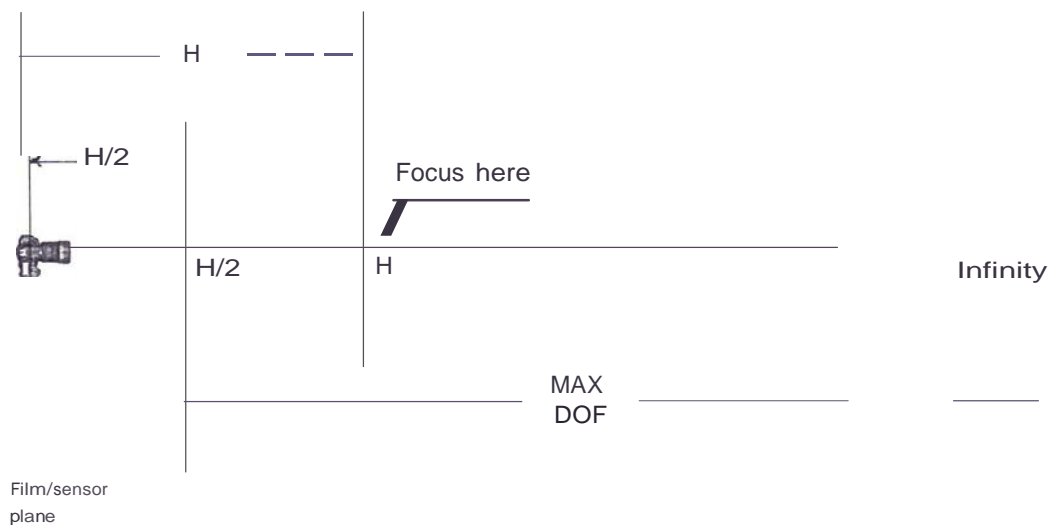 H
H/2
Focus here
H/2
H
Infinity
MAX
DOF
Film/sensor
plane